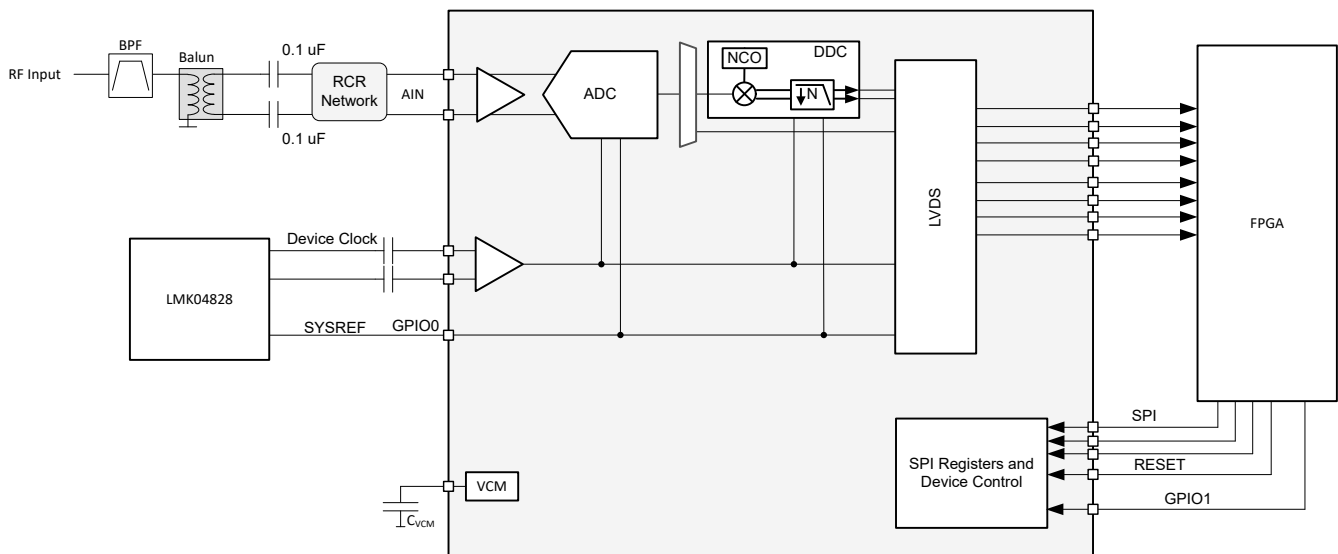 BPF
Balun
0.1 uF
RF Input
RCR
Network
AIN
0.1 uF
ADC
NCO
DDC
N
LVDS
FPGA
Device Clock
LMK04828
SYSREF
GPIO0
SPI
SPI Registers and
Device Control
RESET
GPIO1
VCM
CVCM